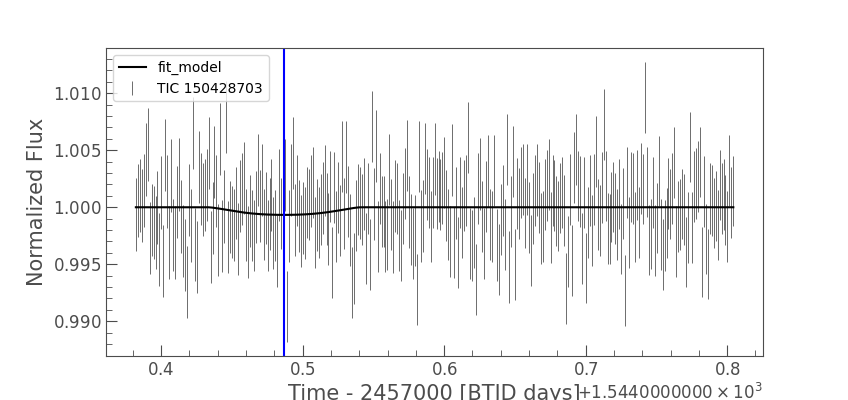 fit_model
TIC 150428703
1.010
1.005
1.000
0.995
0.990
Normalized Flux
0.4 0.5 0.6 0.7 0.8
Time - 2457000 [BTJD days]
+1.5440000000 × 10³